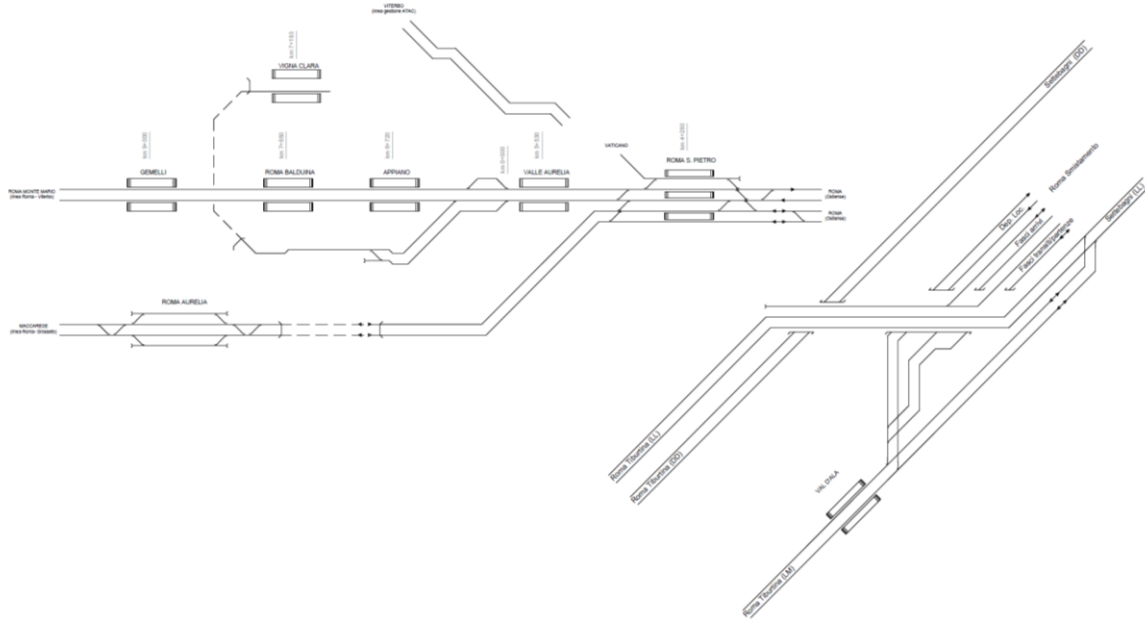 VITERBO
(linea gestione ATAC)
VIGNA CLARA
VATICANO
GEMELLI
ROMA BALDUINA
APPIANO
VALLE AURELIA
ROMA S. PIETRO
ROMA MONTE MARIO
(linea Roma - Viterbo)
ROMA
(Ostiense)
ROMA
(Ostiense)
ROMA AURELIA
MACCARESE
(linea Roma - Grosseto)
Settebagni (DD)
Roma Smistamento
Dep. Loc.
Fasci arrivi
Fasci transiti/partenze
Settebagni (LL)
Roma Tiburtina (LL)
Roma Tiburtina (DD)
VAL D'ALA
Roma Tiburtina (LM)